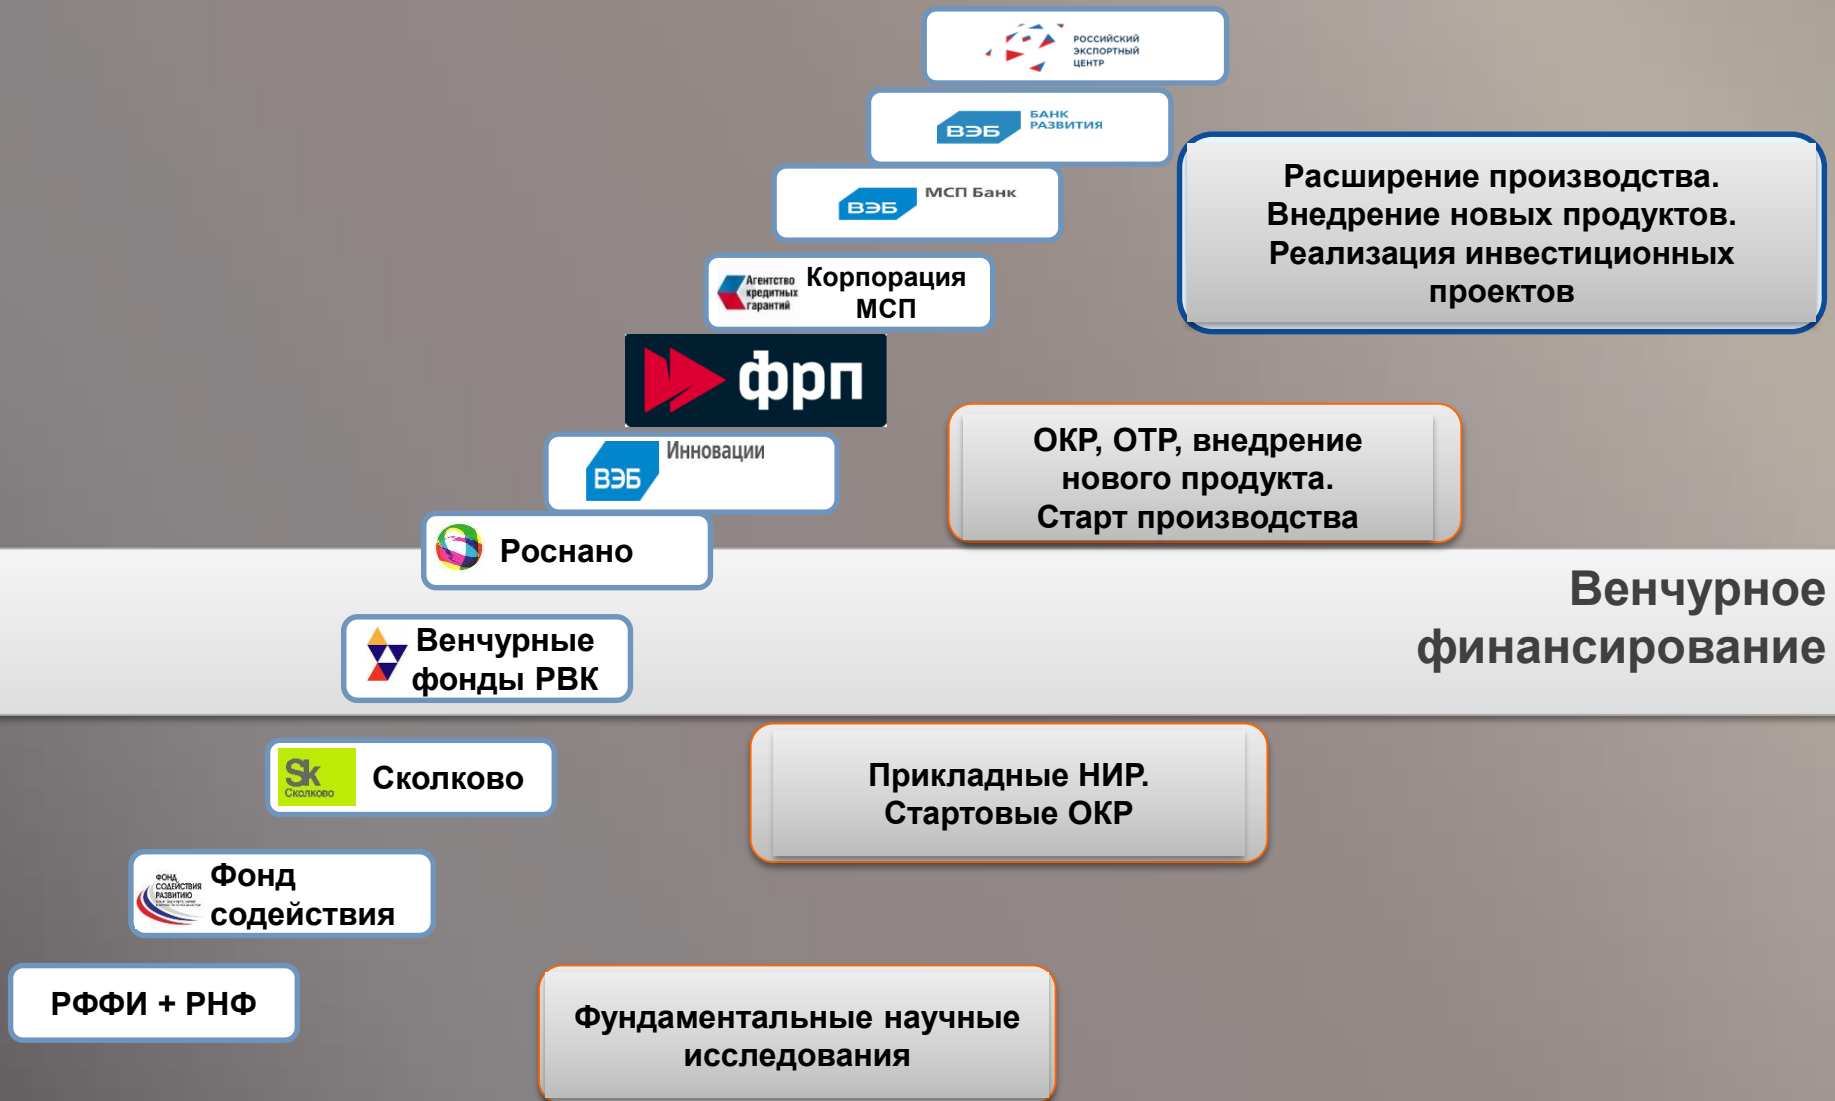 РОССИЙСКИЙ
ЭКСПОРТНЫЙ
ЦЕНТР
ВЭБ
БАНК
РАЗВИТИЯ
ВЭБ
МСП Банк
Расширение производства.
Внедрение новых продуктов.
Реализация инвестиционных
проектов
Агентство
кредитных
гарантий
Корпорация
МСП
фрп
ВЭБ
Инновации
ОКР, ОТР, внедрение
нового продукта.
Старт производства
Роснано
Венчурное
финансирование
Венчурные
фонды РВК
Sk
Сколково
Сколково
Прикладные НИР.
Стартовые ОКР
ФОНД
СОДЕЙСТВИЯ
РАЗВИТИЮ
Фонд
содействия
РФФИ + РНФ
Фундаментальные научные
исследования